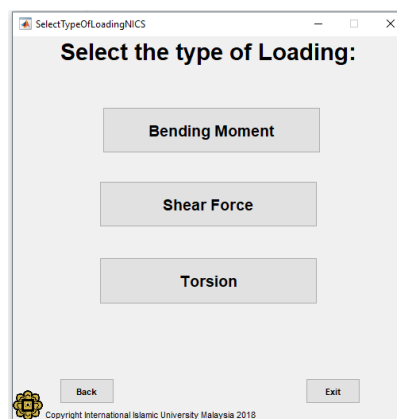 SelectTypeOfLoadingNICS
Select the type of Loading:
Bending Moment
Shear Force
Torsion
Back
Exit
Copyright International Islamic University Malaysia 2018